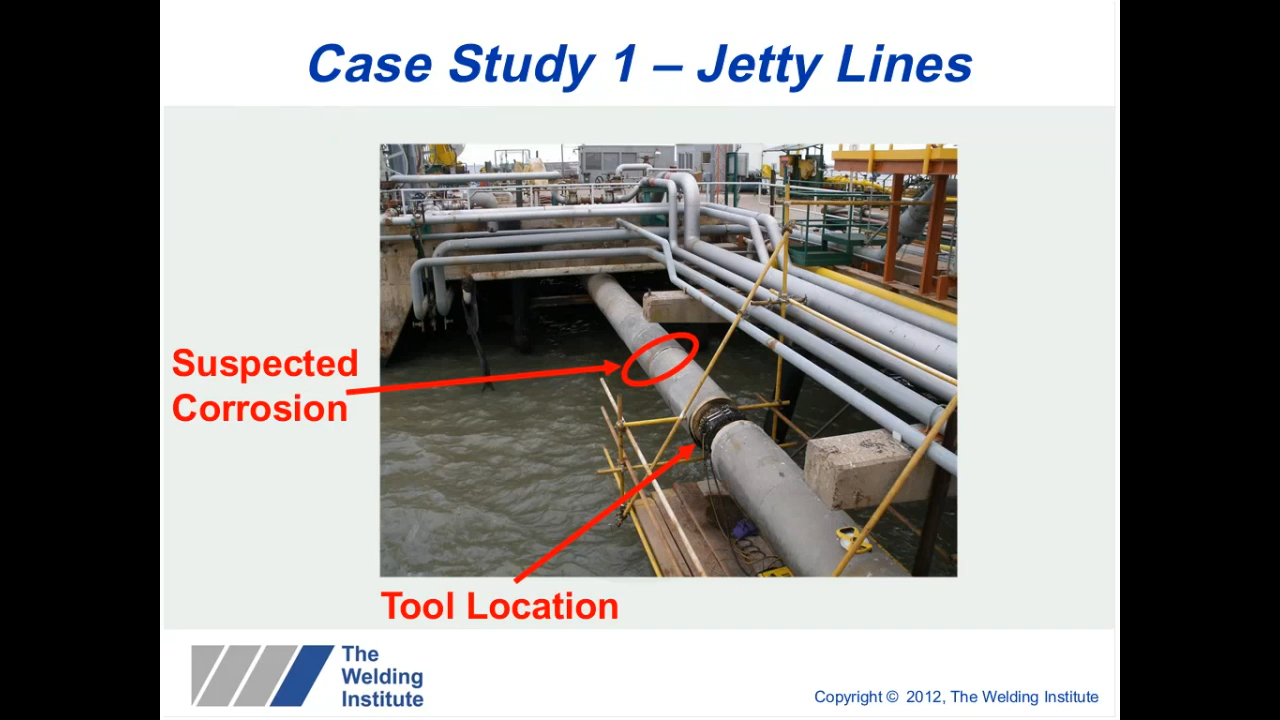 Case Study 1 – Jetty Lines
Suspected
Corrosion
Tool Location
The
Welding
Institute
Copyright © 2012, The Welding Institute